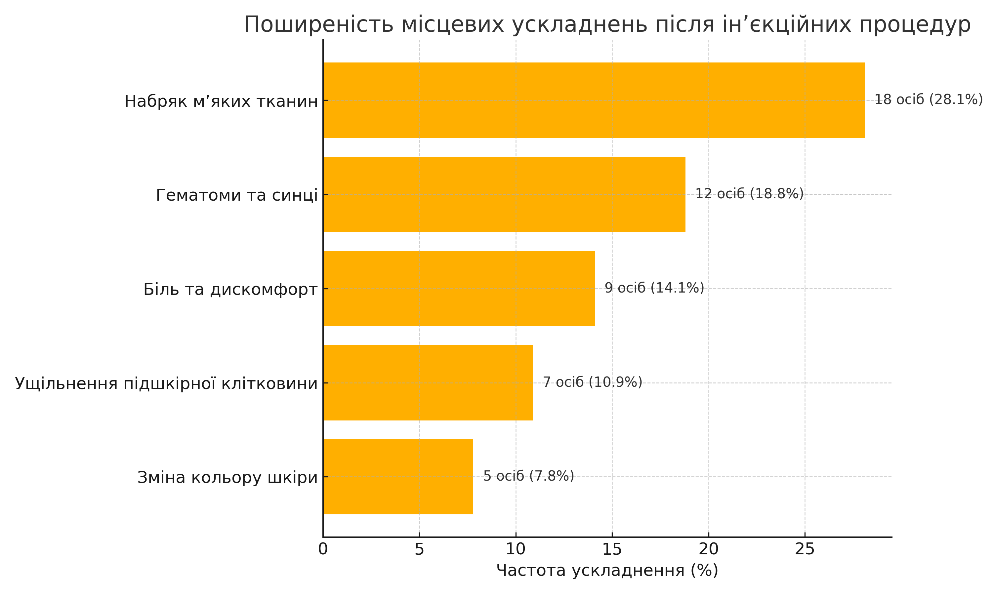 Поширеність місцевих ускладнень після ін’єкційних процедур
Набряк м’яких тканин
18 осіб (28.1%)
Гематоми та синці
12 осіб (18.8%)
Біль та дискомфорт
9 осіб (14.1%)
Ущільнення підшкірної клітковини
7 осіб (10.9%)
Зміна кольору шкіри
5 осіб (7.8%)
0 5 10 15 20 25
Частота ускладнення (%)